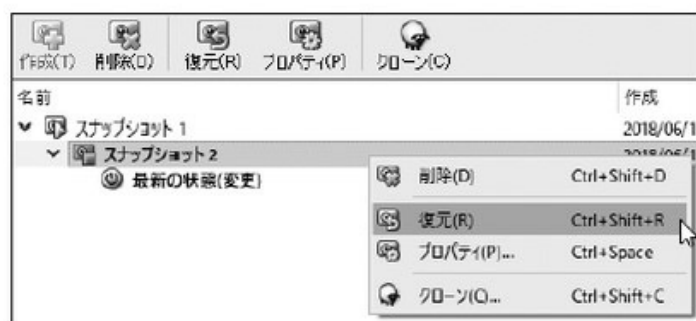 作成(T) 削除(D) 復元(R) プロパティ(P) クローン(C)
名前 作成
スナップショット 1 2018/06/1
スナップショット 2 2018/06/1
最新の状態(変更)
削除(D) Ctrl+Shift+D
復元(R) Ctrl+Shift+R
プロパティ(P)... Ctrl+Space
クローン(C)... Ctrl+Shift+C